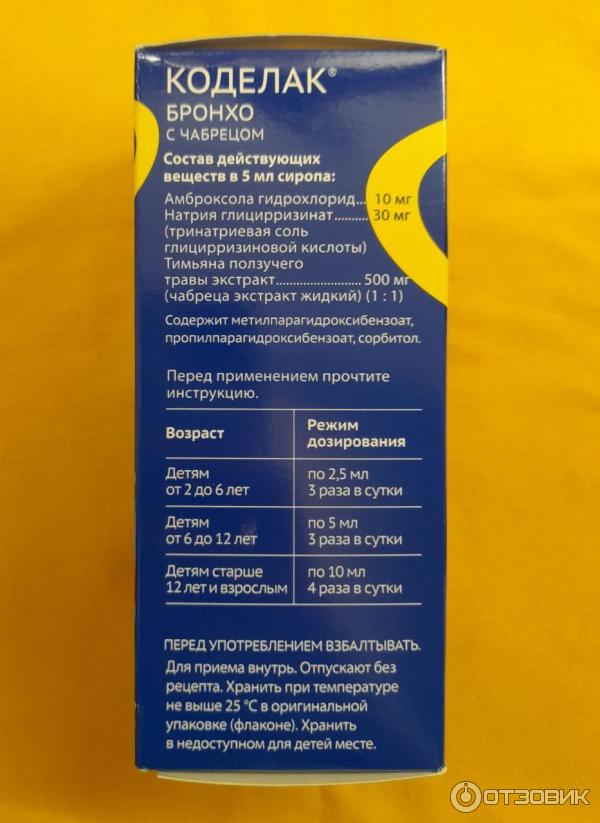 КОДЕЛАК®
БРОНХО
С ЧАБРЕЦОМ
Состав действующих
веществ в 5 мл сиропа:
Амброксола гидрохлорид... 10 мг
Натрия глицирризинат.......... 30 мг
(тринатриевая соль
глицирризиновой кислоты)
Тимьяна ползучего
травы экстракт......................... 500 мг
(чабреца экстракт жидкий) (1 : 1)
Содержит метилпарагидроксибензоат,
пропилпарагидроксибензоат, сорбитол.
Перед применением прочтите
инструкцию.
Возраст Режим
дозирования
Детям по 2,5 мл
от 2 до 6 лет 3 раза в сутки
Детям по 5 мл
от 6 до 12 лет 3 раза в сутки
Детям старше по 10 мл
12 лет и взрослым 4 раза в сутки
ПЕРЕД УПОТРЕБЛЕНИЕМ ВЗБАЛТЫВАТЬ.
Для приема внутрь. Отпускают без
рецепта. Хранить при температуре
не выше 25 °С в оригинальной
упаковке (флаконе). Хранить
в недоступном для детей месте.
ОТЗОВИК